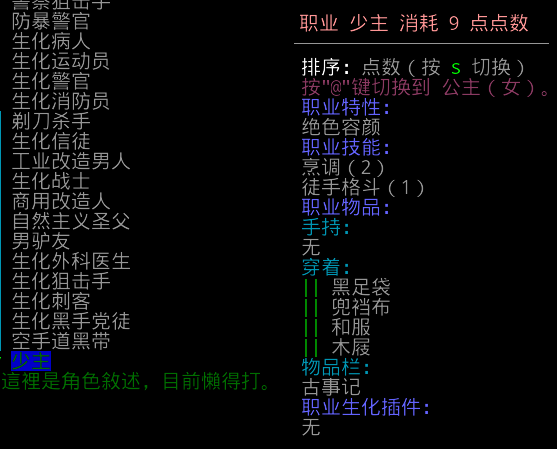 警察狙击手
防暴警官
生化病人
生化运动员
生化警官
生化消防员
剃刀杀手
生化信徒
工业改造男人
生化战士
商用改造人
自然主义圣父
男驴友
生化外科医生
生化狙击手
生化刺客
生化黑手党徒
空手道黑带
少主
這裡是角色敘述，目前懶得打。
职业 少主 消耗 9 点点数
排序: 点数（按 s 切换）
按"@"键切换到 公主（女）。
职业特性:
绝色容颜
职业技能:
烹调（2）
徒手格斗（1）
职业物品:
手持:
无
穿着:
|| 黑足袋
|| 兜裆布
|| 和服
|| 木屐
物品栏:
古事记
职业生化插件:
无